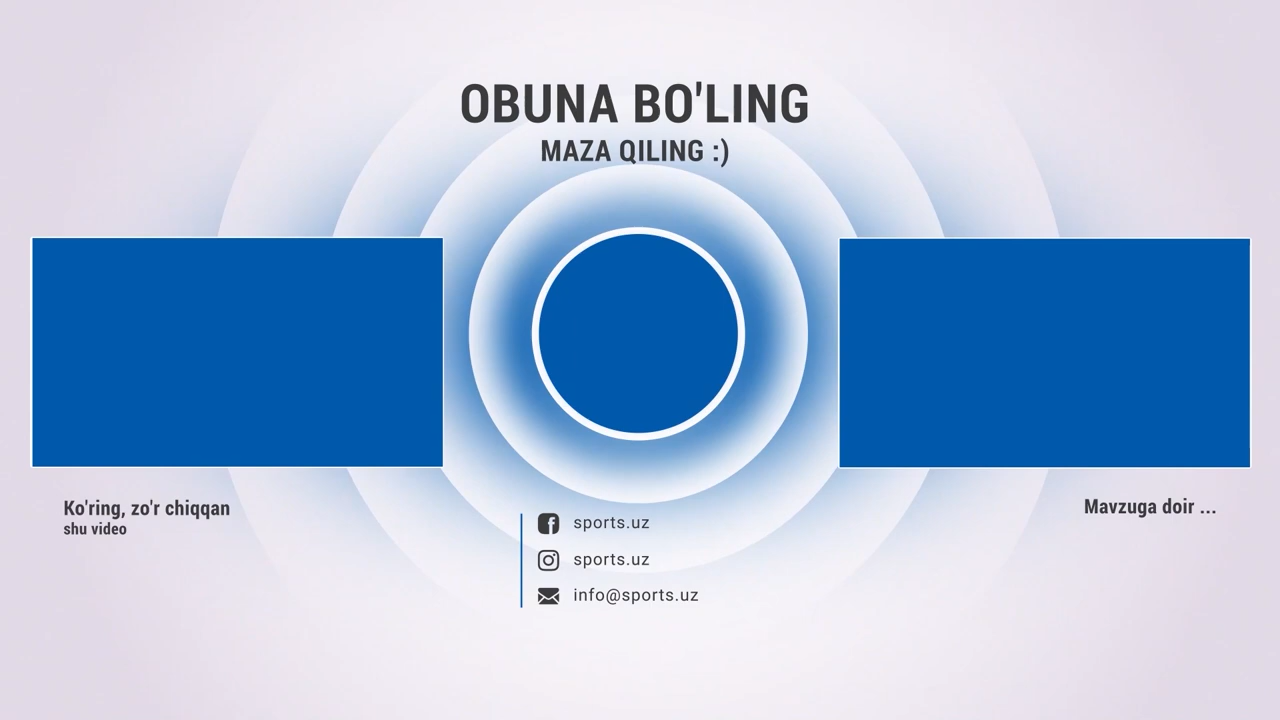 OBUNA BO'LING
MAZA QILING :)
Ko'ring, zo'r chiqqan
shu video
Mavzuga doir ...
sports.uz
sports.uz
info@sports.uz